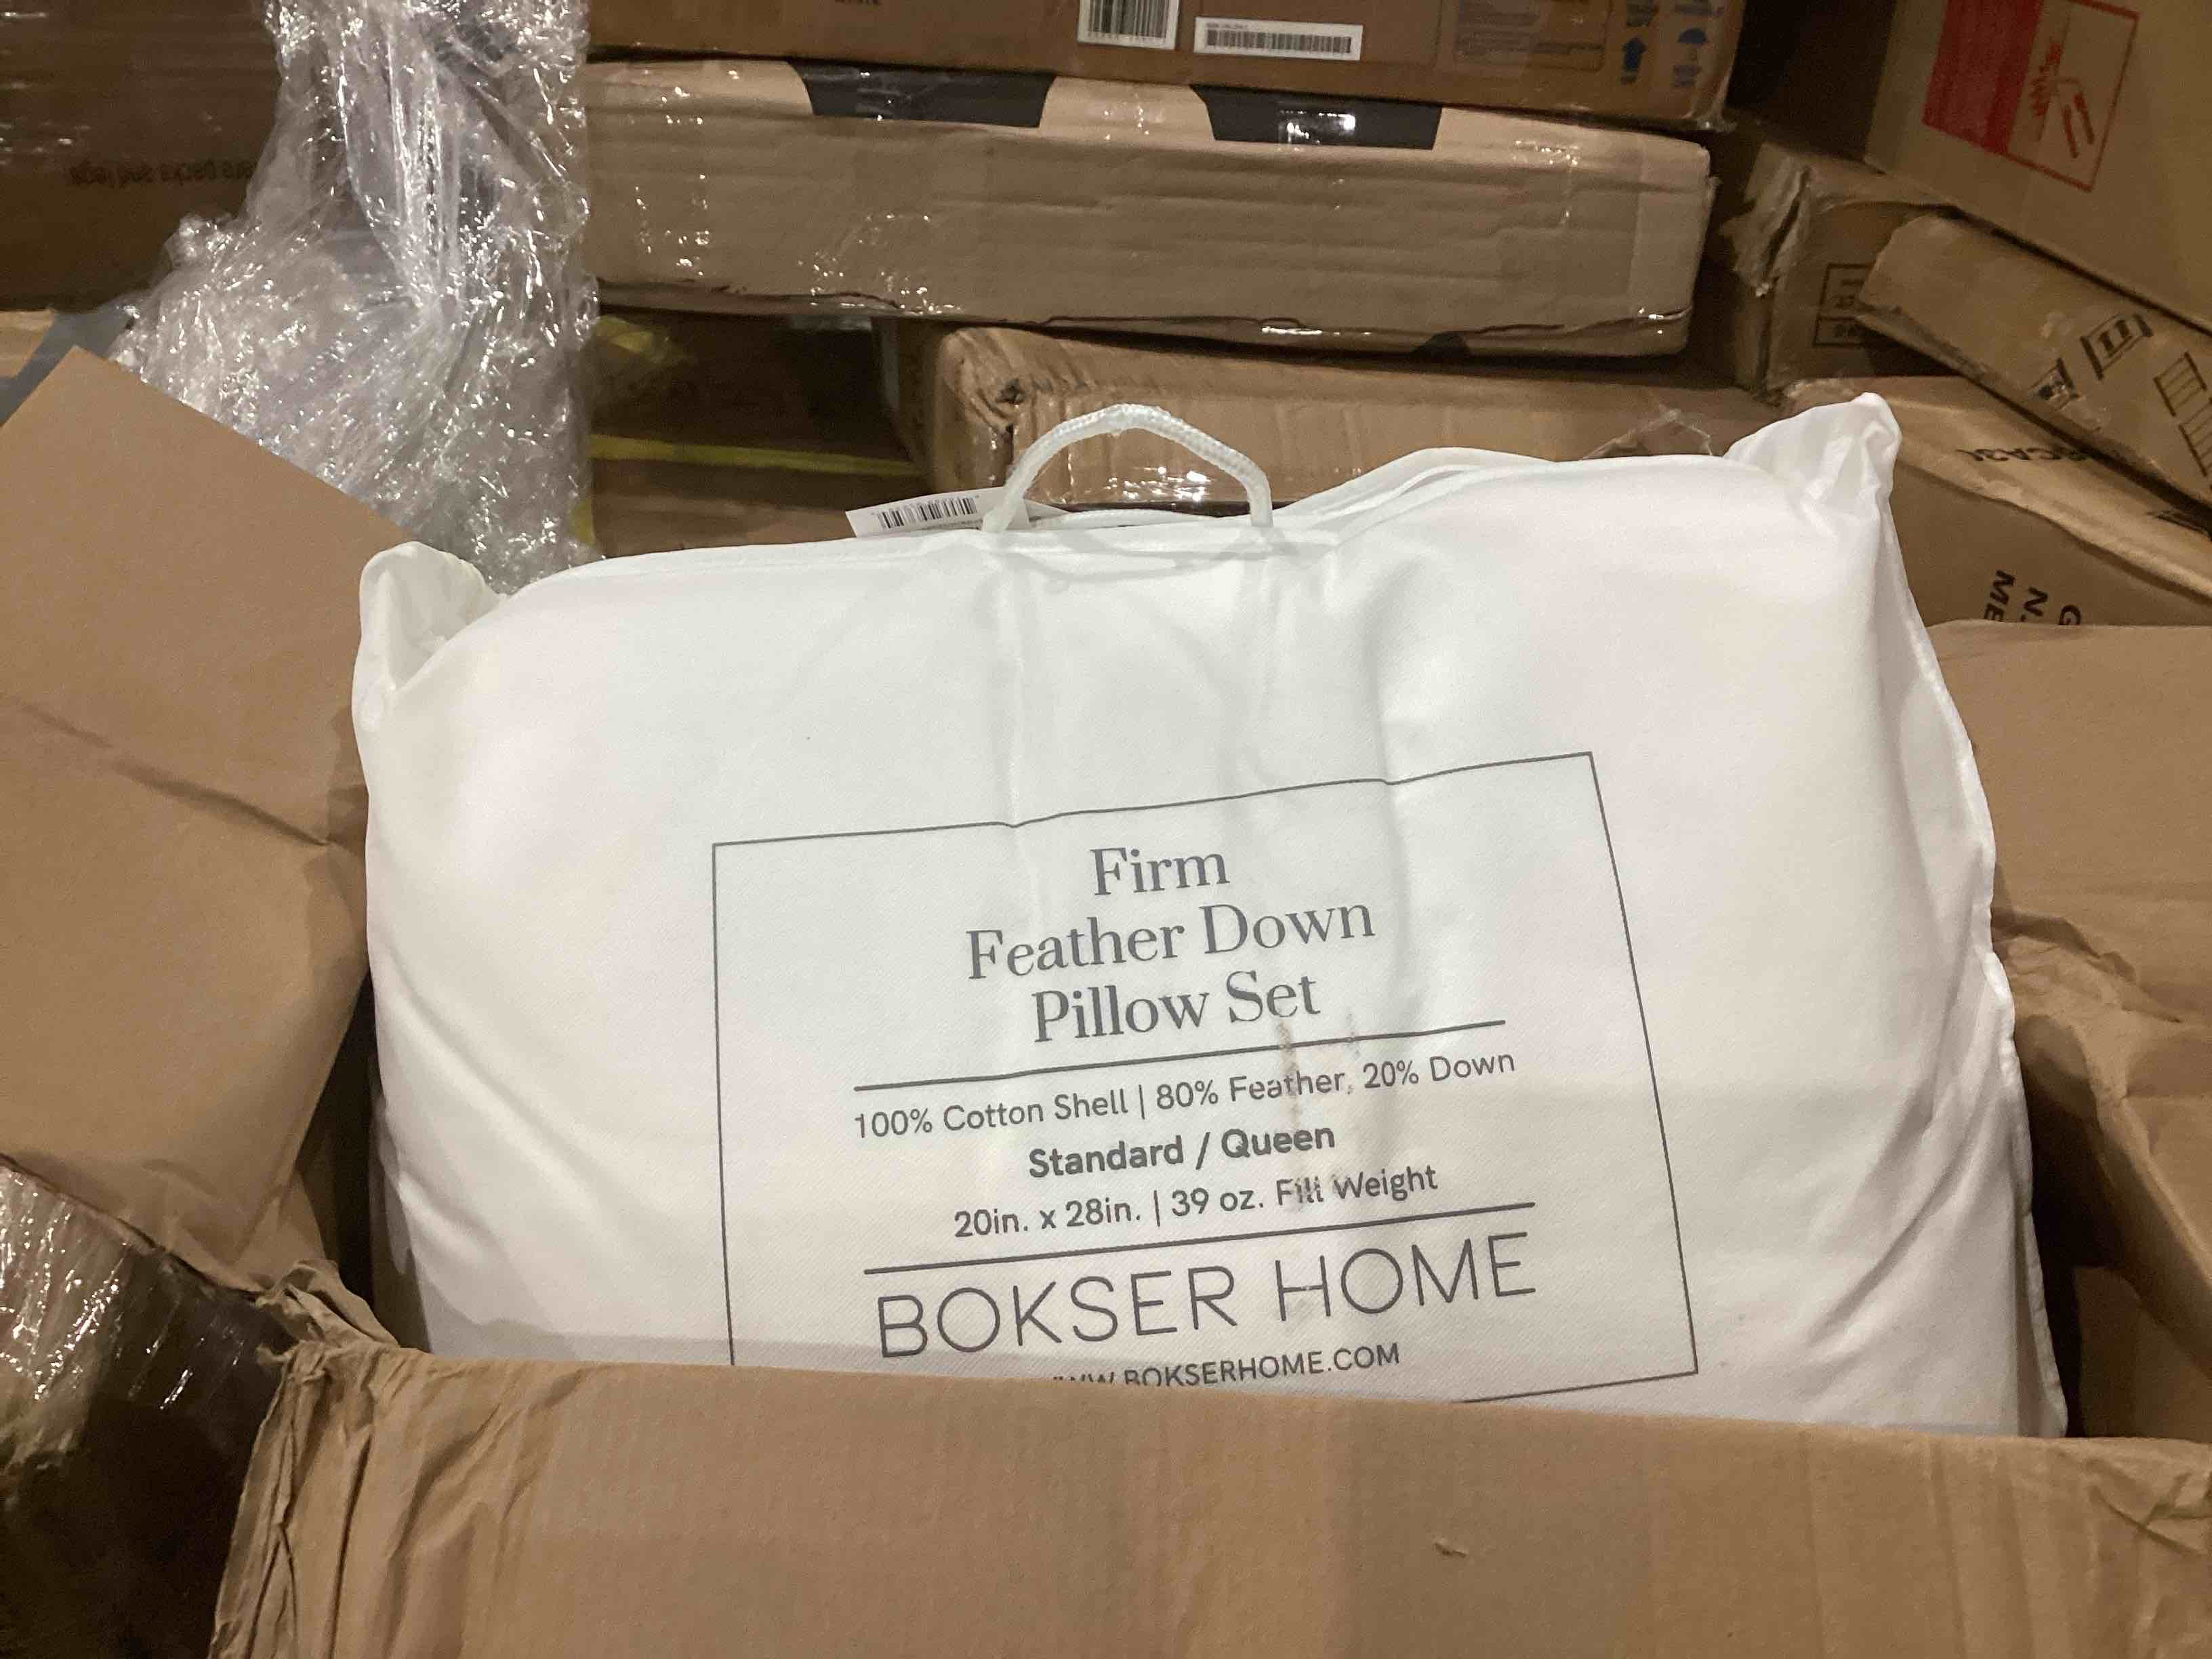 Firm
Feather Down
Pillow Set
100% Cotton Shell | 80% Feather, 20% Down
Standard / Queen
20in. x 28in. | 39 oz. Fill Weight
BOKSER HOME
BOKSERHOME.COM
G
N.